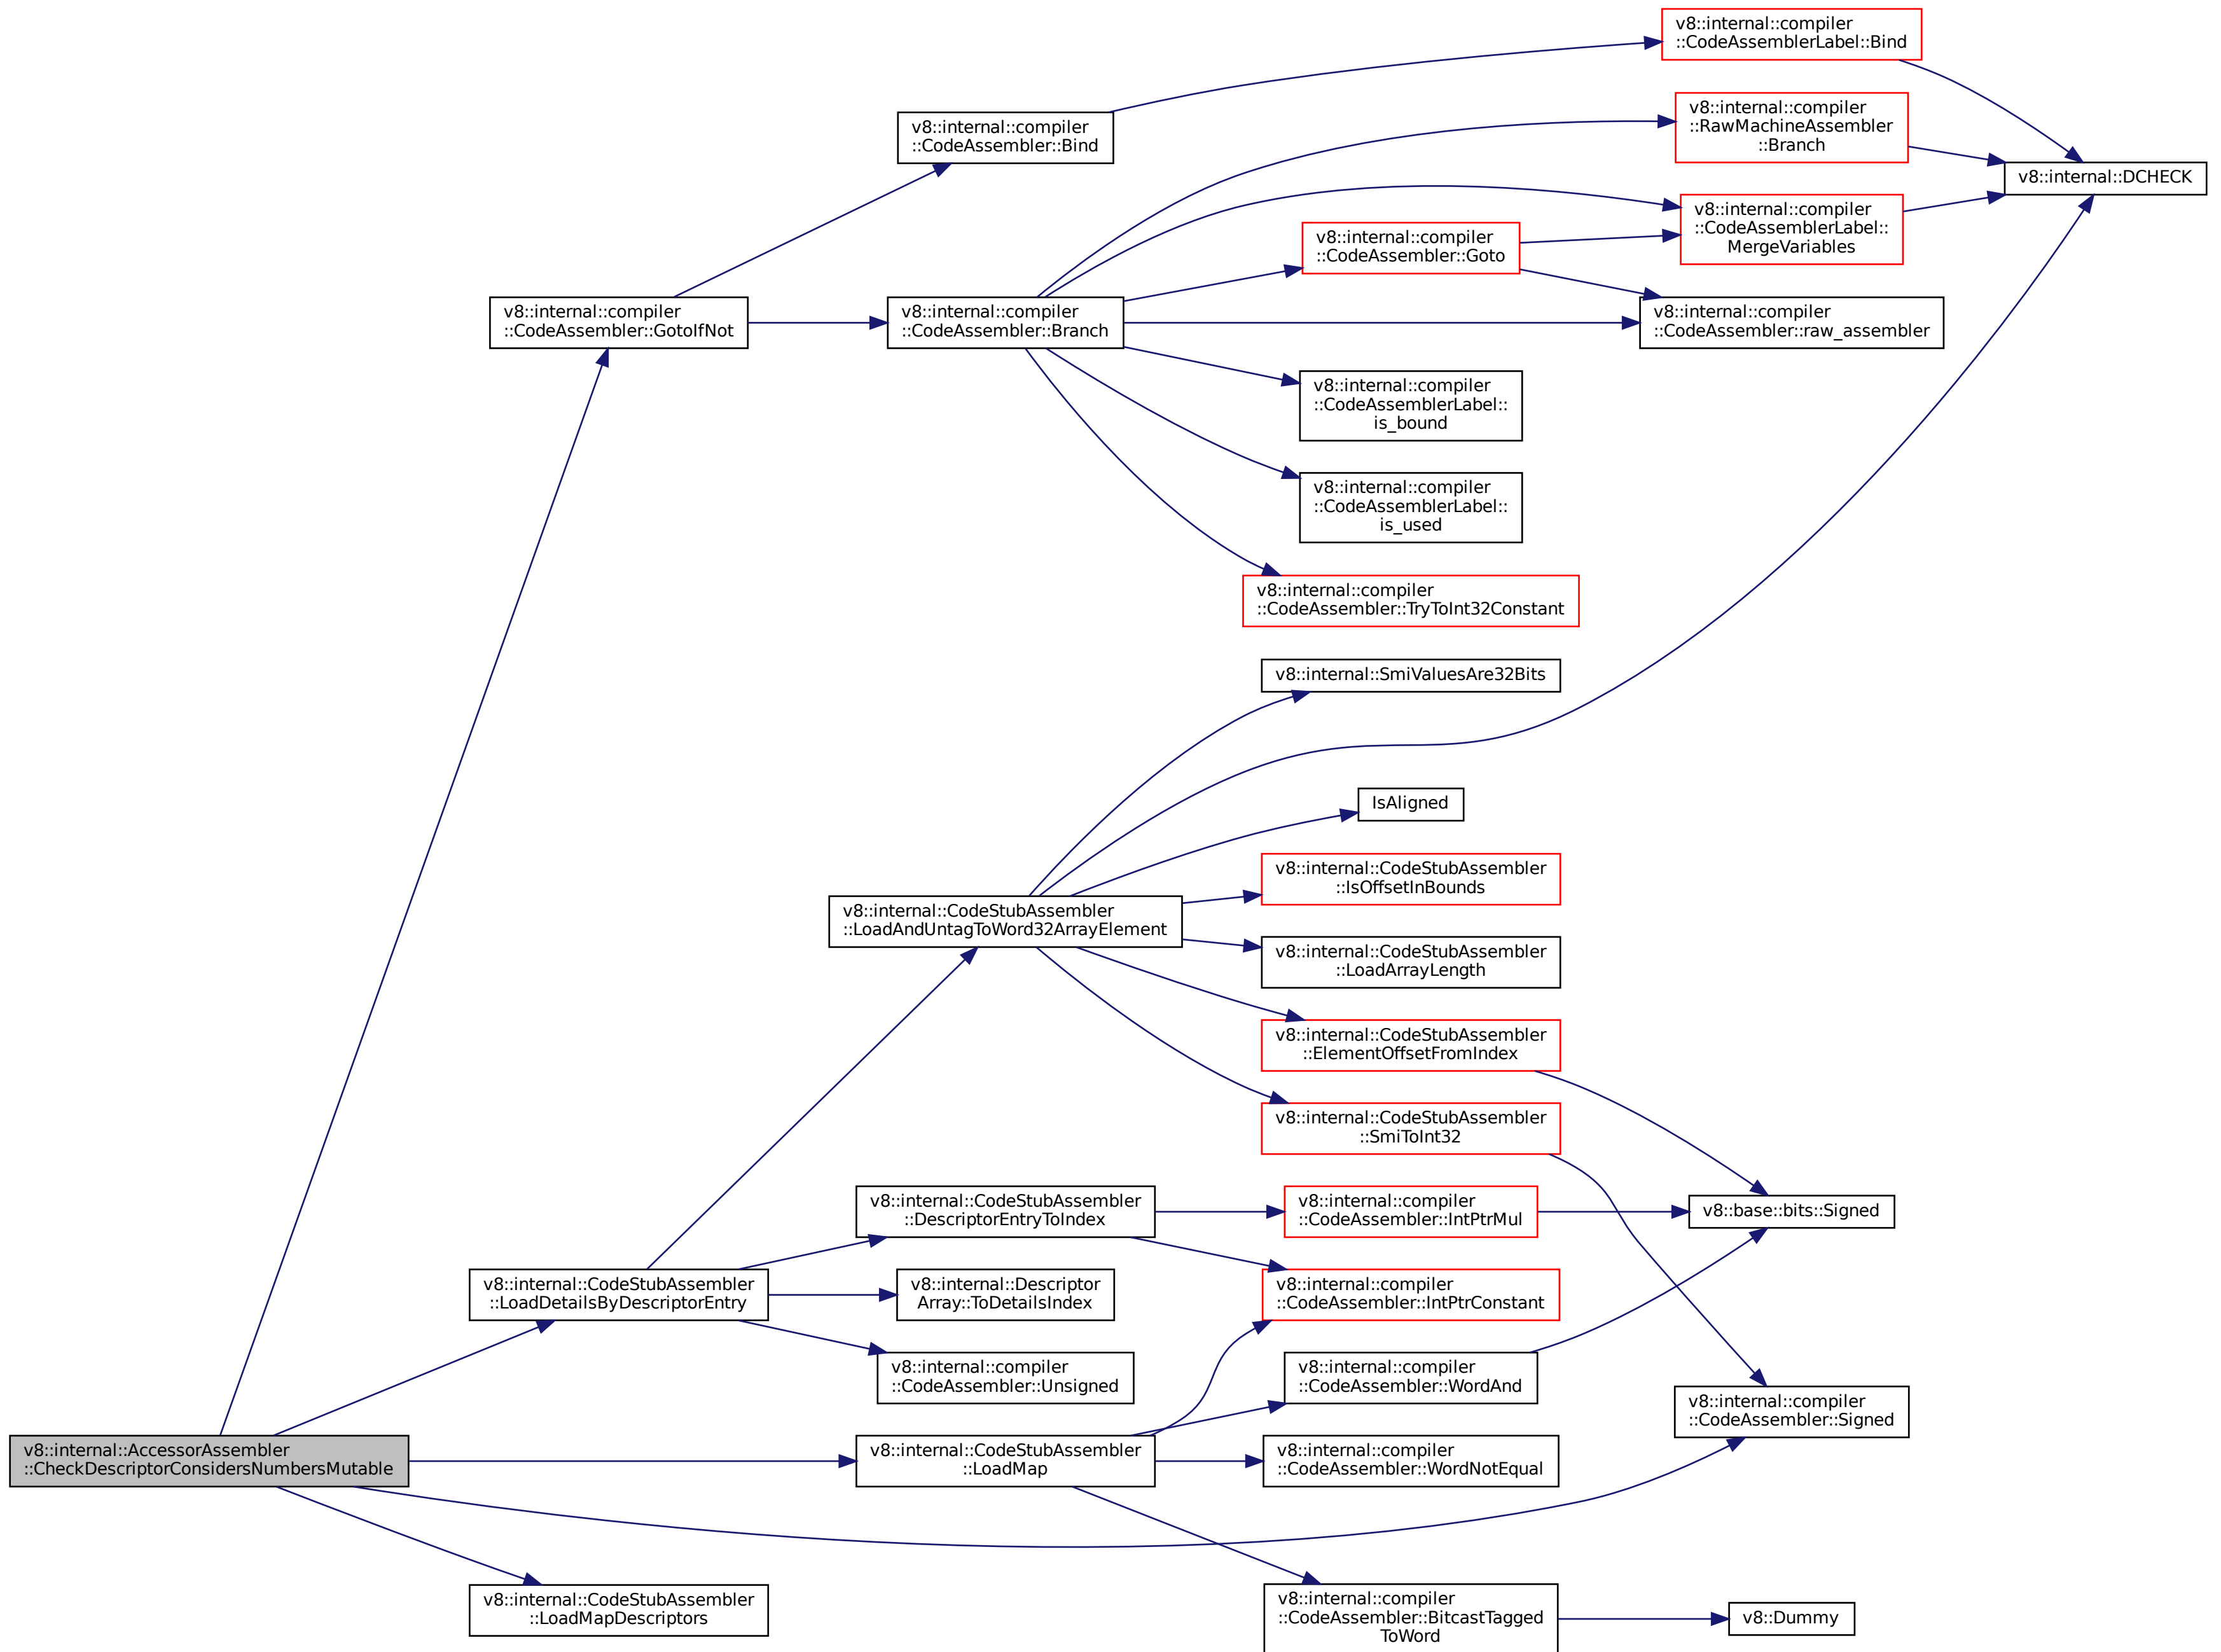 v8::internal::compiler
::CodeAssemblerLabel::Bind
v8::internal::compiler
::RawMachineAssembler
::Branch
v8::internal::compiler
::CodeAssembler::Bind
v8::internal::DCHECK
v8::internal::compiler
::CodeAssemblerLabel::
MergeVariables
v8::internal::compiler
::CodeAssembler::Goto
v8::internal::compiler
::CodeAssembler::GotoIfNot
v8::internal::compiler
::CodeAssembler::Branch
v8::internal::compiler
::CodeAssembler::raw_assembler
v8::internal::compiler
::CodeAssemblerLabel::
is_bound
v8::internal::compiler
::CodeAssemblerLabel::
is_used
v8::internal::compiler
::CodeAssembler::TryToInt32Constant
v8::internal::SmiValuesAre32Bits
IsAligned
v8::internal::CodeStubAssembler
::IsOffsetInBounds
v8::internal::CodeStubAssembler
::LoadAndUntagToWord32ArrayElement
v8::internal::CodeStubAssembler
::LoadArrayLength
v8::internal::CodeStubAssembler
::ElementOffsetFromIndex
v8::internal::CodeStubAssembler
::SmiToInt32
v8::internal::CodeStubAssembler
::DescriptorEntryToIndex
v8::internal::compiler
::CodeAssembler::IntPtrMul
v8::base::bits::Signed
v8::internal::CodeStubAssembler
::LoadDetailsByDescriptorEntry
v8::internal::Descriptor
Array::ToDetailsIndex
v8::internal::compiler
::CodeAssembler::IntPtrConstant
v8::internal::compiler
::CodeAssembler::Unsigned
v8::internal::compiler
::CodeAssembler::WordAnd
v8::internal::compiler
::CodeAssembler::Signed
v8::internal::AccessorAssembler
::CheckDescriptorConsidersNumbersMutable
v8::internal::CodeStubAssembler
::LoadMap
v8::internal::compiler
::CodeAssembler::WordNotEqual
v8::internal::CodeStubAssembler
::LoadMapDescriptors
v8::internal::compiler
::CodeAssembler::BitcastTagged
ToWord
v8::Dummy